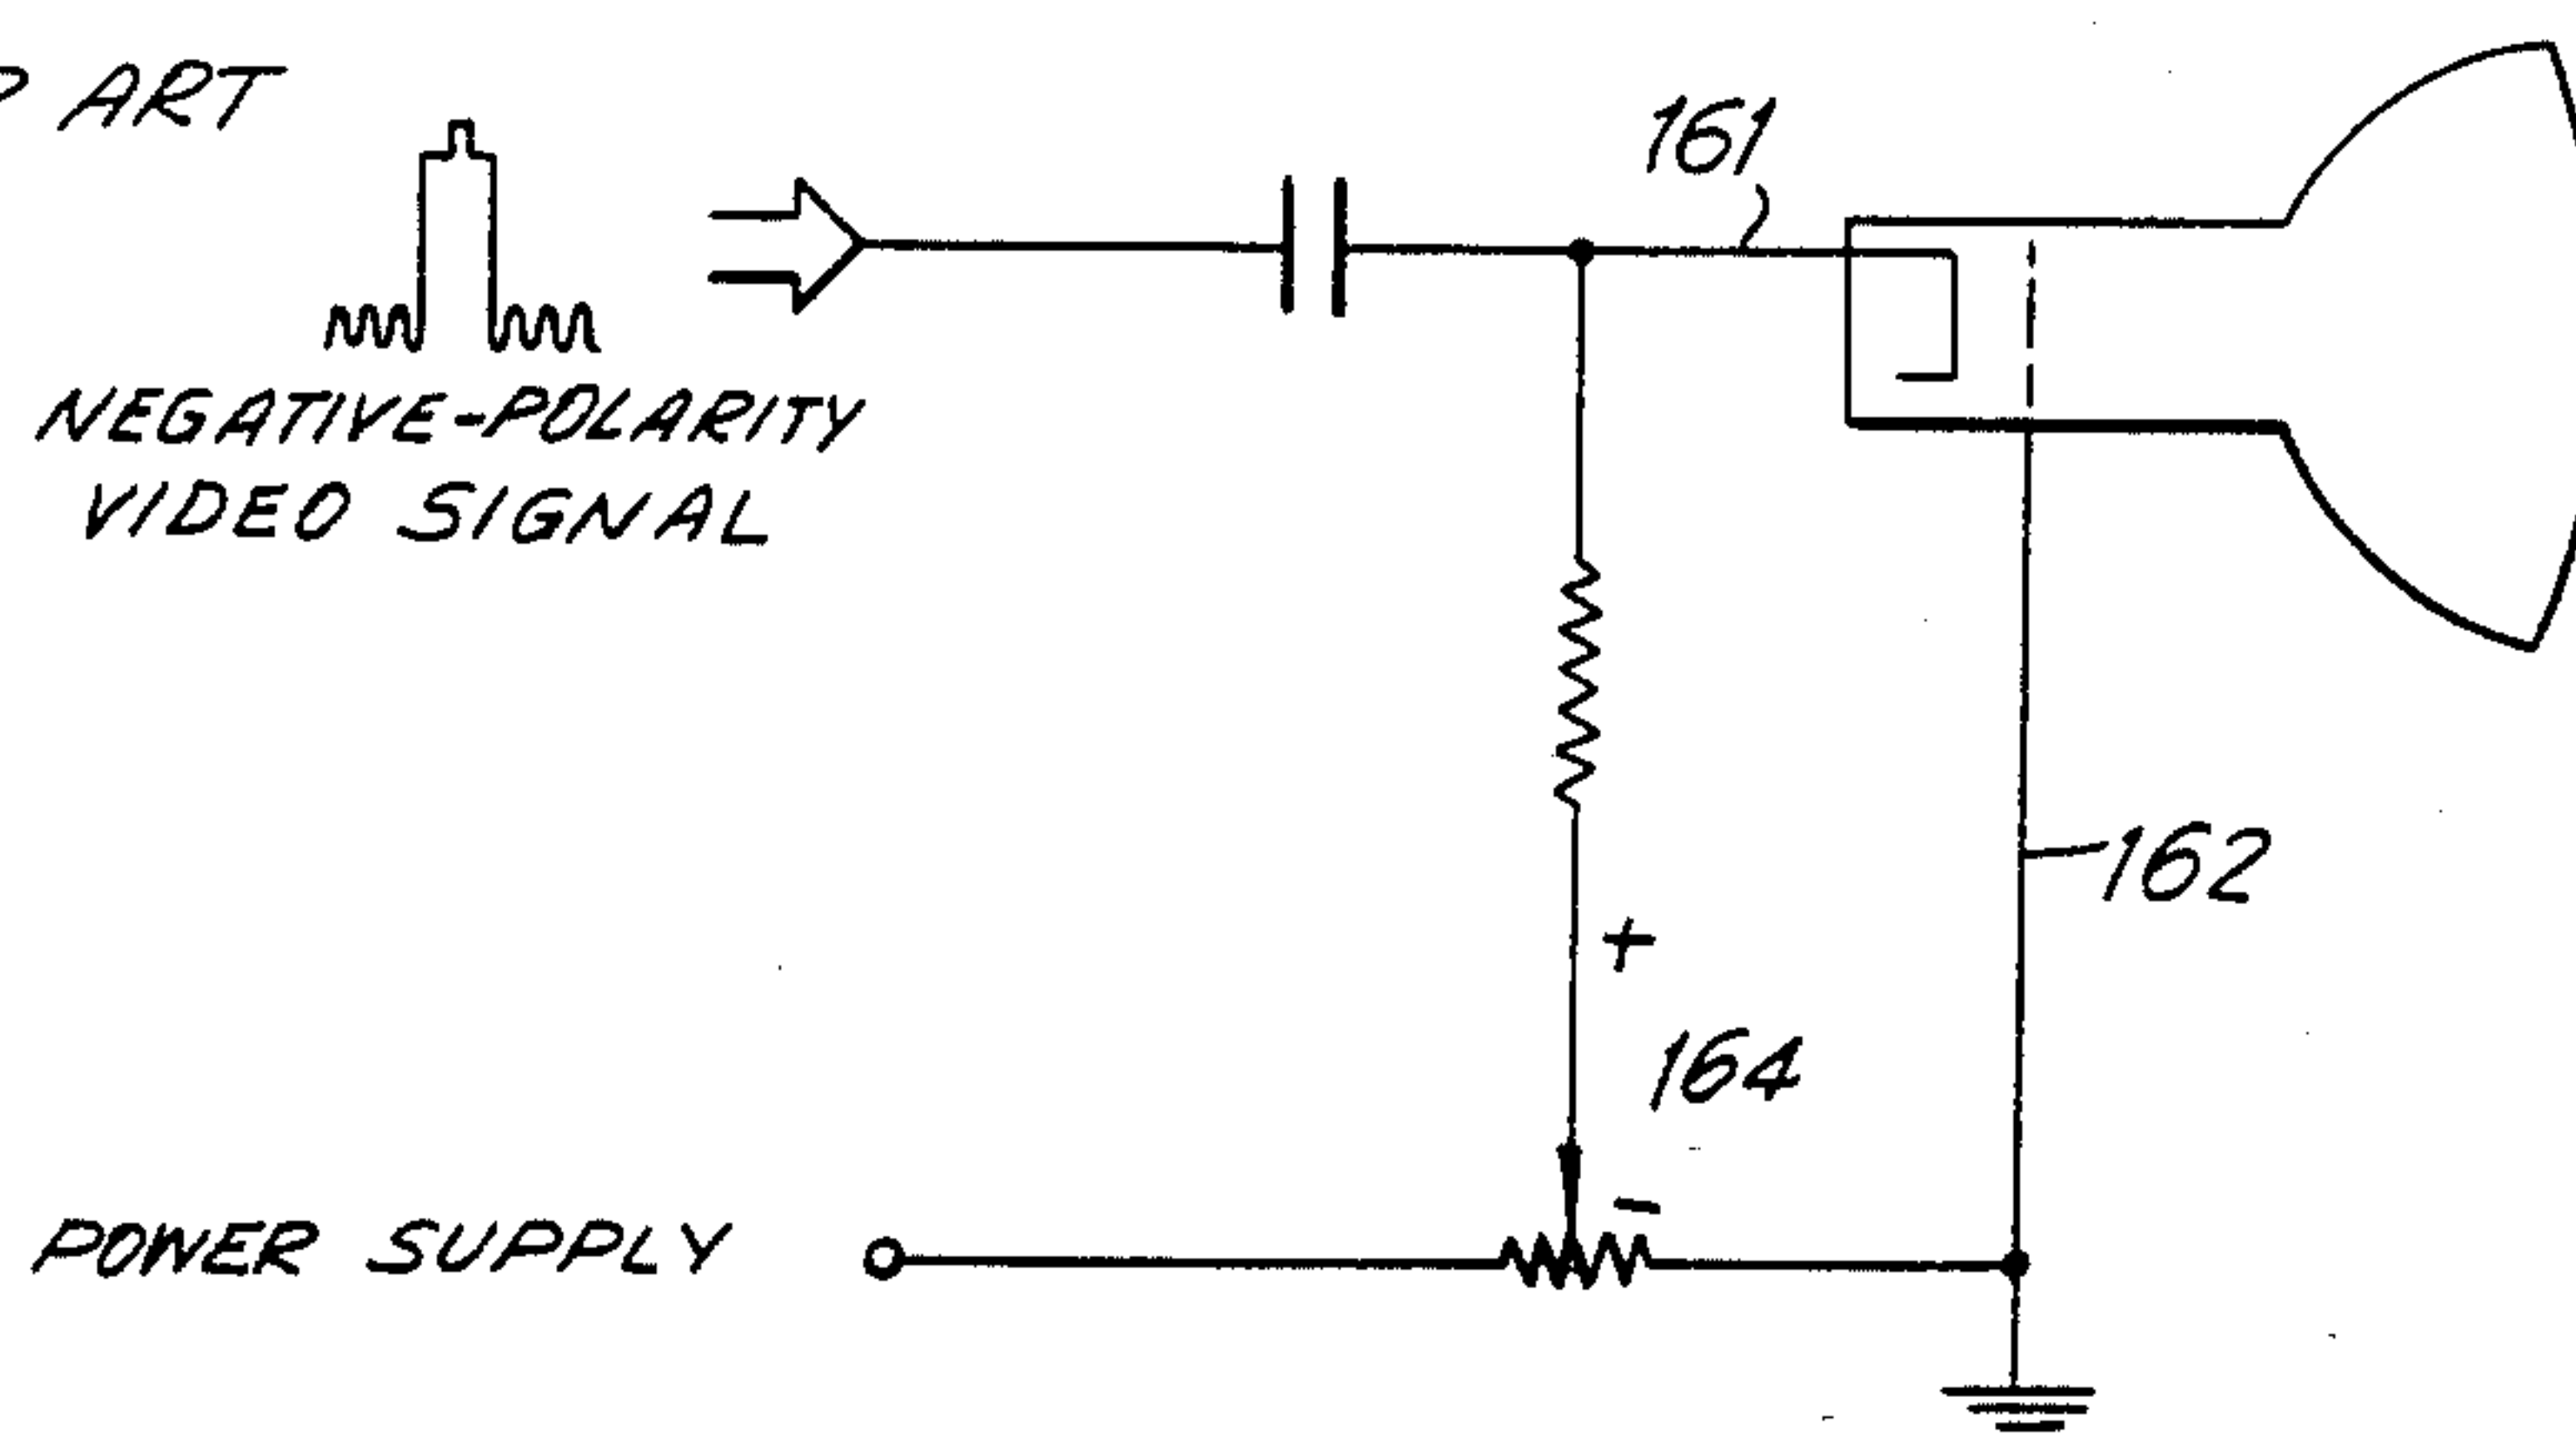 ART
161
NEGATIVE-POLARITY
VIDEO SIGNAL
162
+
164
-
POWER SUPPLY